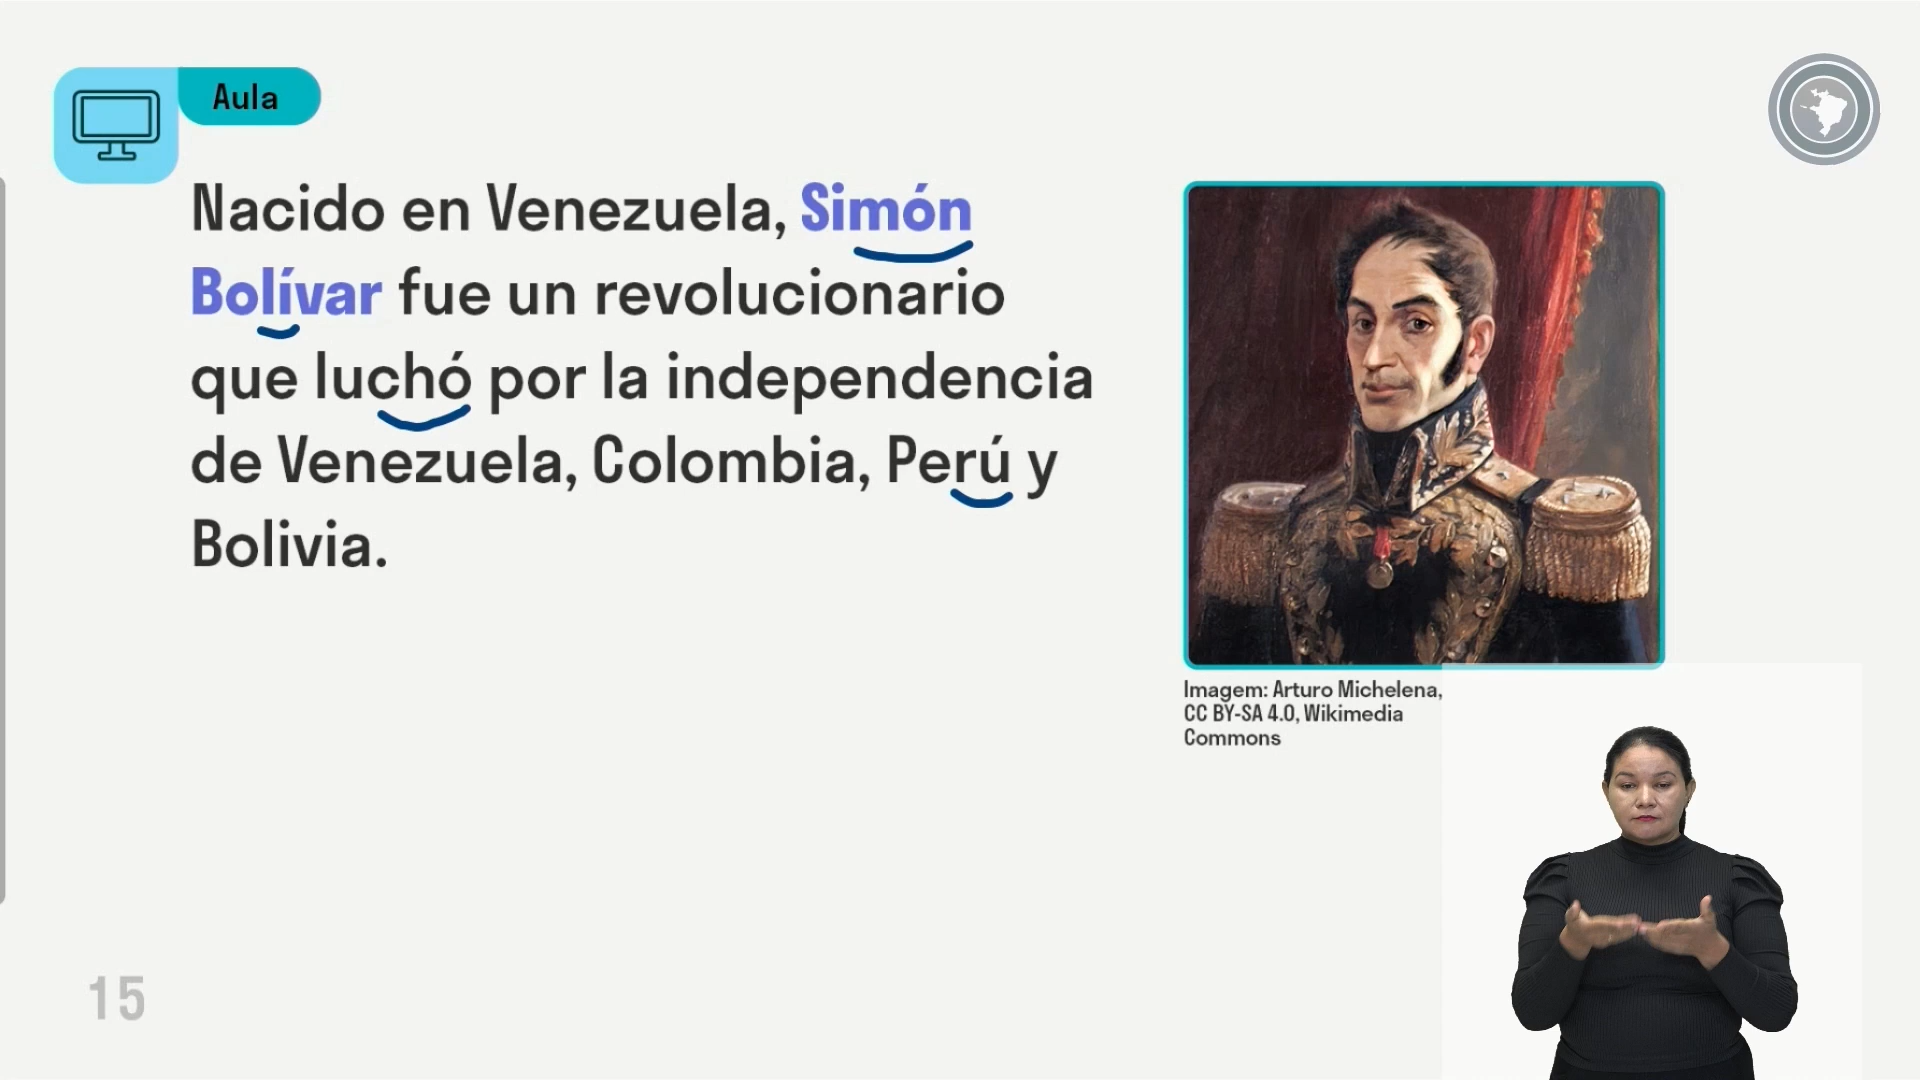 Aula
Nacido en Venezuela, Simón
Bolívar fue un revolucionario
que luchó por la independencia
de Venezuela, Colombia, Perú y
Bolivia.
Imagem: Arturo Michelena,
CC BY-SA 4.0, Wikimedia
Commons
15